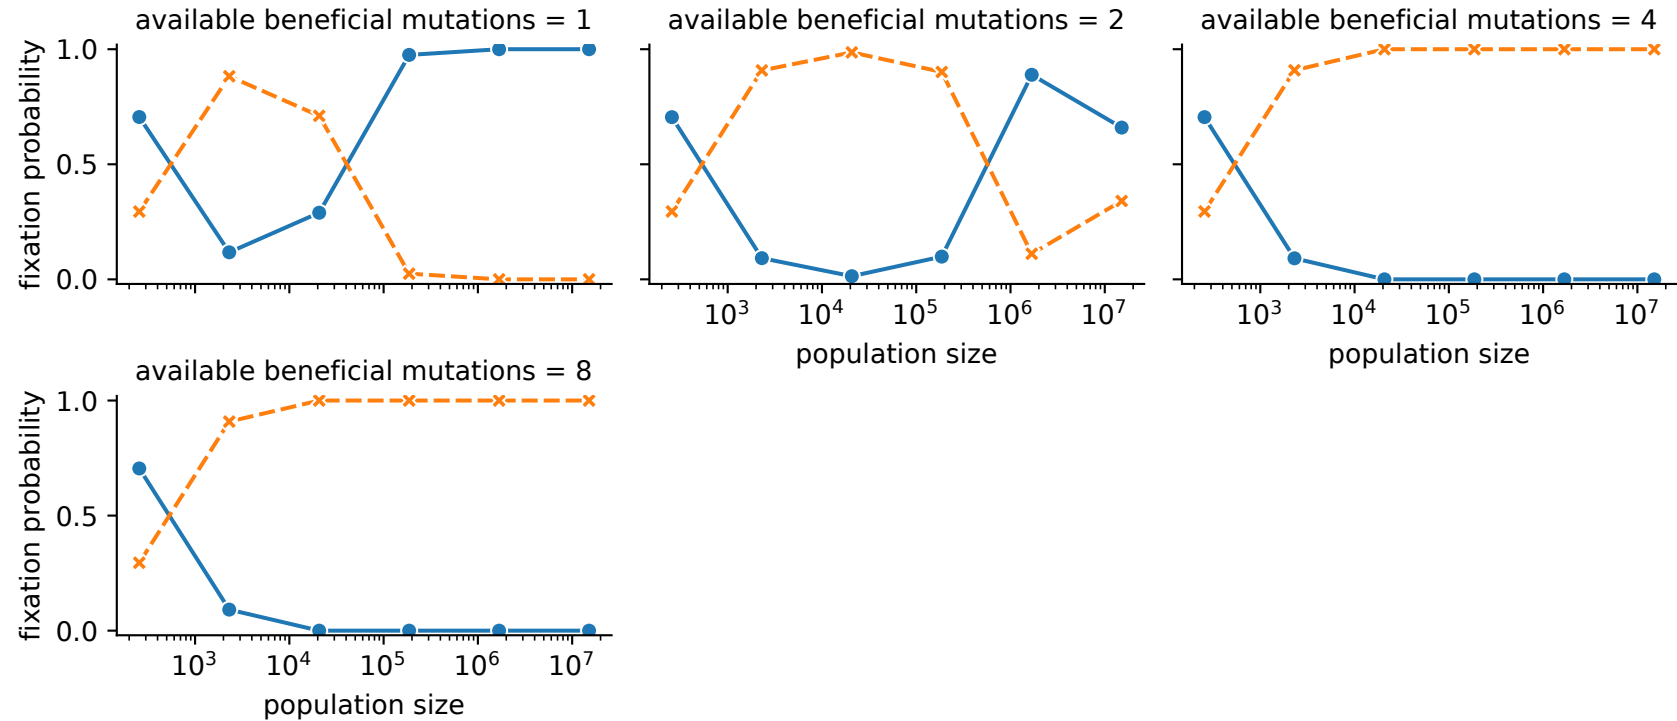 available beneficial mutations = 1
available beneficial mutations = 2
available beneficial mutations = 4
fixation probability
1.0
0.5
0.0
10³ 10⁴ 10⁵ 10⁶ 10⁷
population size
10³ 10⁴ 10⁵ 10⁶ 10⁷
population size
available beneficial mutations = 8
fixation probability
1.0
0.5
0.0
10³ 10⁴ 10⁵ 10⁶ 10⁷
population size